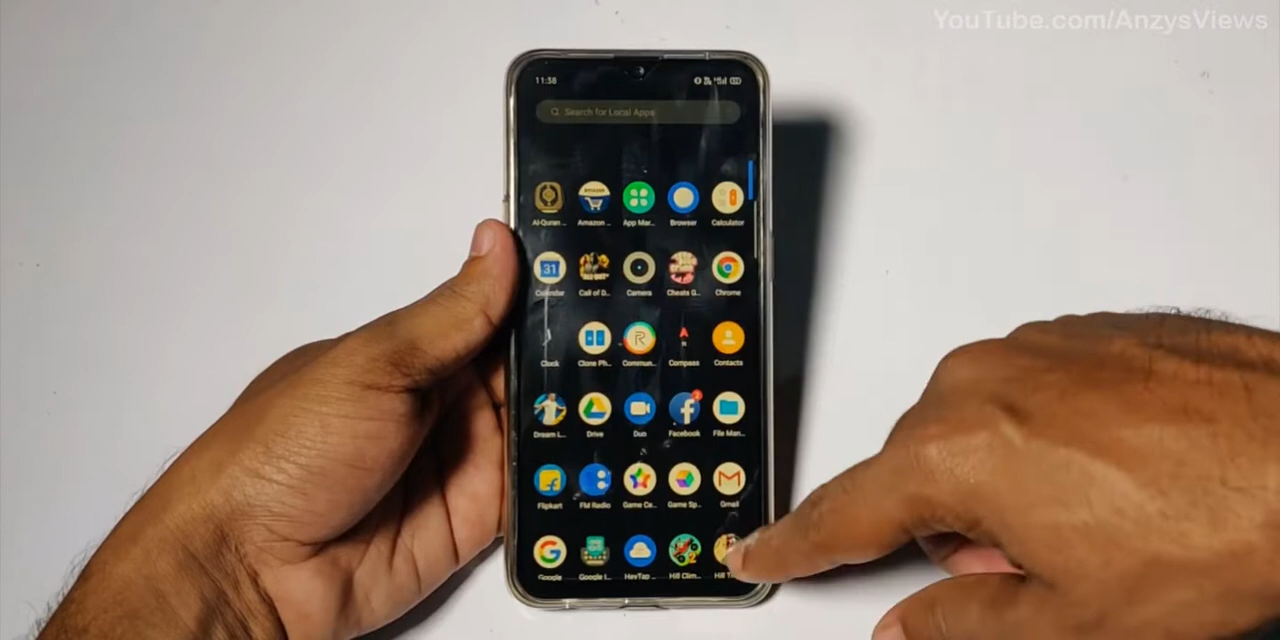 YouTube.com/AnzysViews
11:38
Search for Local Apps
Al-Quran.. Amazon .. App Mar.. Browser Calculator
31
Calendar Call of D.. Camera Cheats G.. Chrome
Clock Clone Ph.. Commun.. Compass Contacts
2
Dream L.. Drive Duo Facebook File Man..
Flipkart FM Radio Game Ce.. Game Sp.. Gmail
Google Google I.. HeyTap .. Hill Clim..